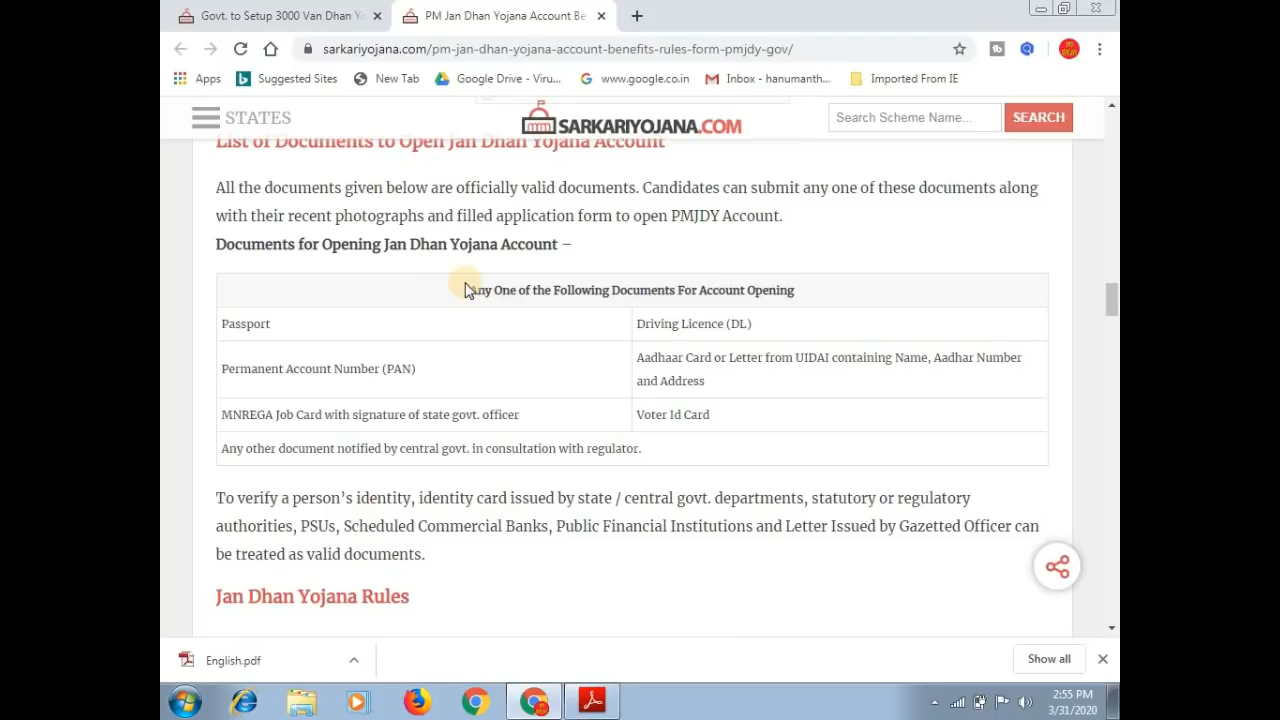 Govt. to Setup 3000 Van Dhan Y
PM Jan Dhan Yojana Account Be
sarkariyojana.com/pm-jan-dhan-yojana-account-benefits-rules-form-pmjdy-gov/
Apps
Suggested Sites
New Tab
Google Drive - Viru...
www.google.co.in
Inbox - hanumanth...
Imported From IE
STATES
SARKARIYOJANA.COM
Search Scheme Name...
SEARCH
List of Documents to Open Jan Dhan Yojana Account
All the documents given below are officially valid documents. Candidates can submit any one of these documents along
with their recent photographs and filled application form to open PMJDY Account.
Documents for Opening Jan Dhan Yojana Account –
Any One of the Following Documents For Account Opening
Passport
Driving Licence (DL)
Permanent Account Number (PAN)
Aadhaar Card or Letter from UIDAI containing Name, Aadhar Number
and Address
MNREGA Job Card with signature of state govt. officer
Voter Id Card
Any other document notified by central govt. in consultation with regulator.
To verify a person's identity, identity card issued by state / central govt. departments, statutory or regulatory
authorities, PSUs, Scheduled Commercial Banks, Public Financial Institutions and Letter Issued by Gazetted Officer can
be treated as valid documents.
Jan Dhan Yojana Rules
English.pdf
Show all
2:55 PM
3/31/2020